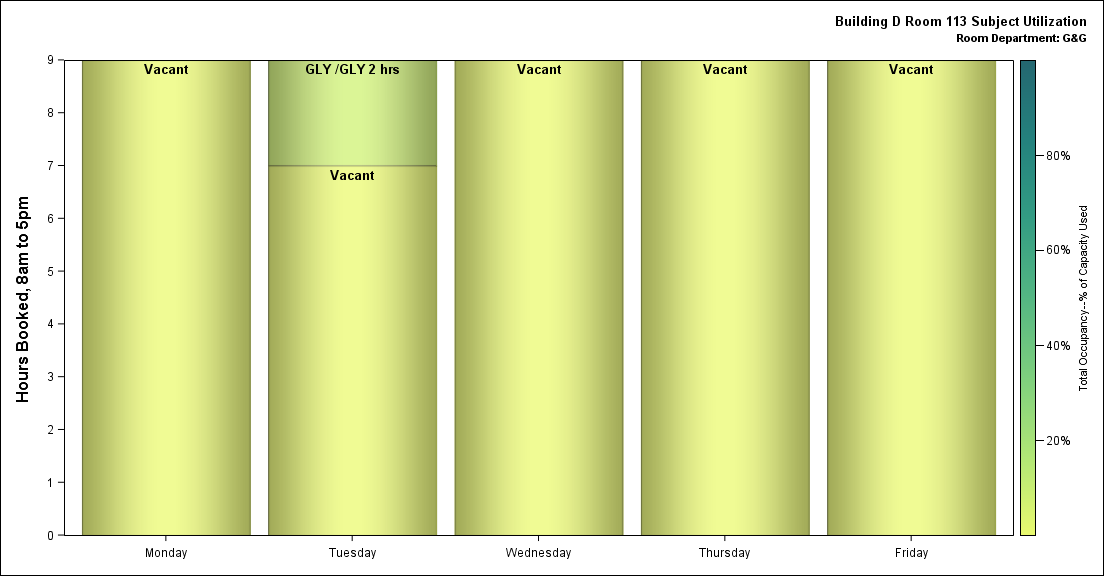 Building D Room 113 Subject Utilization
Room Department: G&G
Hours Booked, 8am to 5pm
9
8
7
6
5
4
3
2
1
0
Vacant
GLY /GLY 2 hrs
Vacant
Vacant
Vacant
Vacant
Monday
Tuesday
Wednesday
Thursday
Friday
80%
60%
40%
20%
Total Occupancy--% of Capacity Used